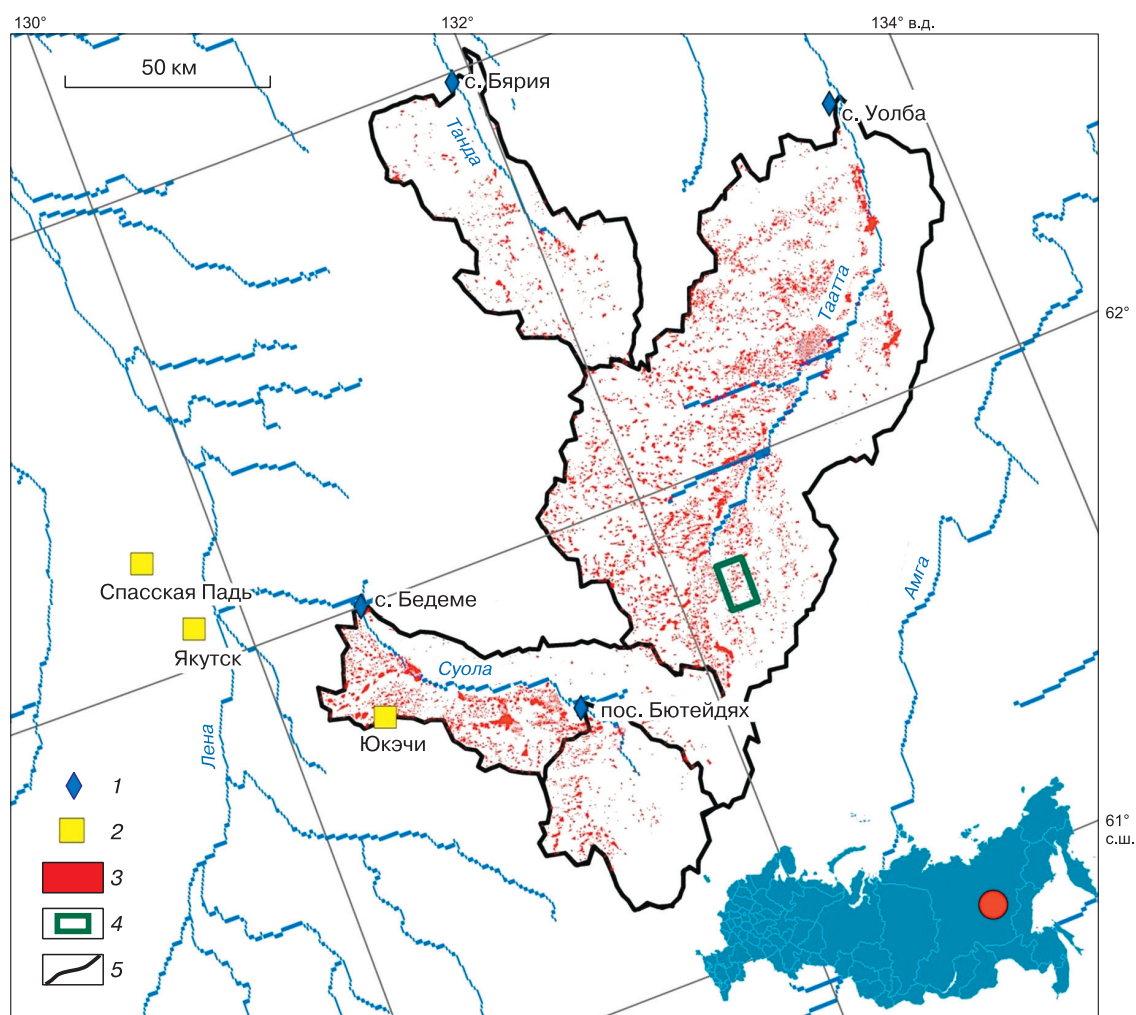 130°
132°
134° в.д.
50 км
с. Бярия
с. Уолба
Танда
Таатта
62°
Амга
Спасская Падь
с. Бедеме
Якутск
Суола
пос. Бютейдях
Юкэчи
Лена
61°
с.ш.
1
2
3
4
5